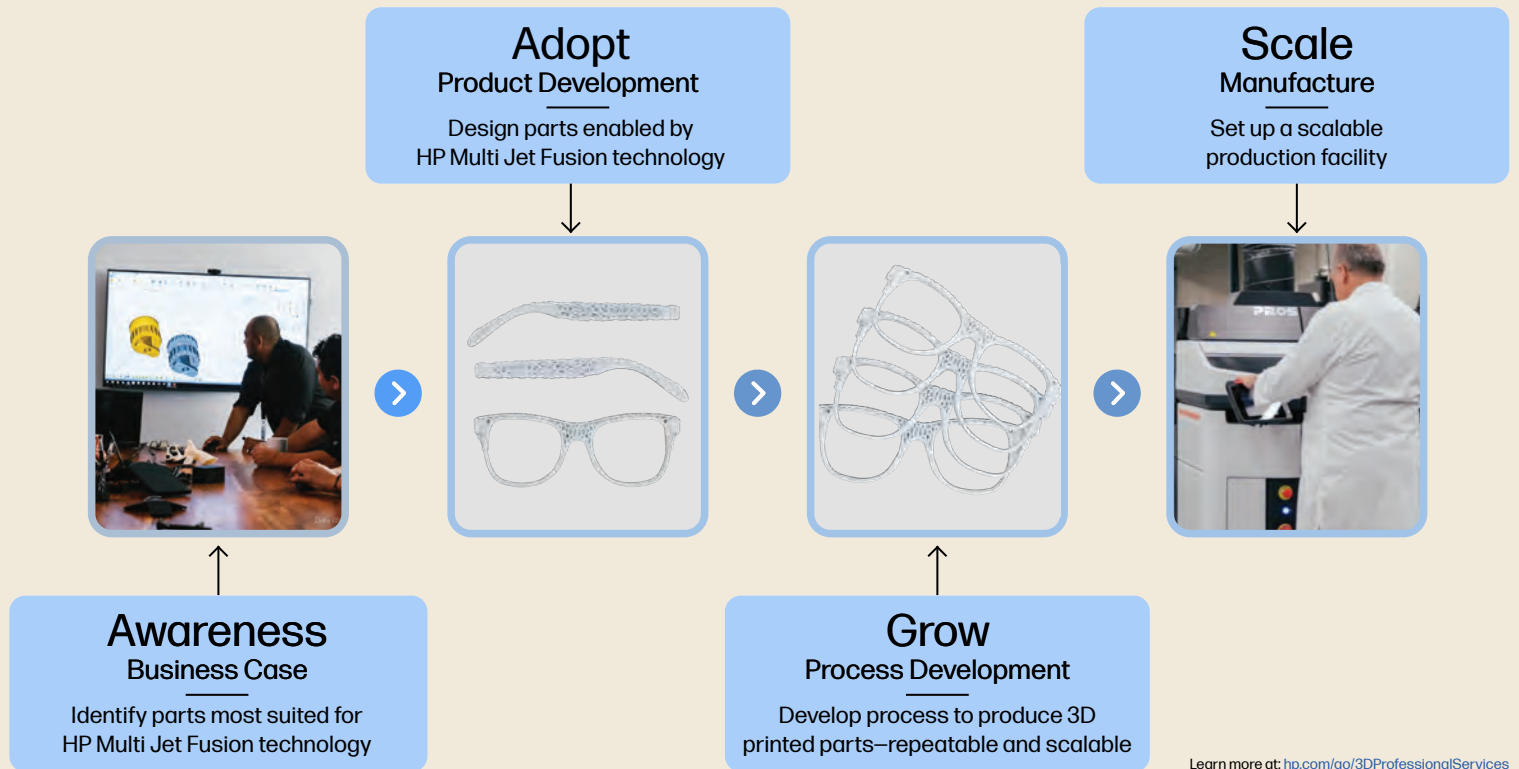 Adopt
Product Development
Design parts enabled by
HP Multi Jet Fusion technology
Scale
Manufacture
Set up a scalable
production facility
Awareness
Business Case
Identify parts most suited for
HP Multi Jet Fusion technology
Grow
Process Development
Develop process to produce 3D
printed parts—repeatable and scalable
Learn more at: hp.com/go/3DProfessionalServices